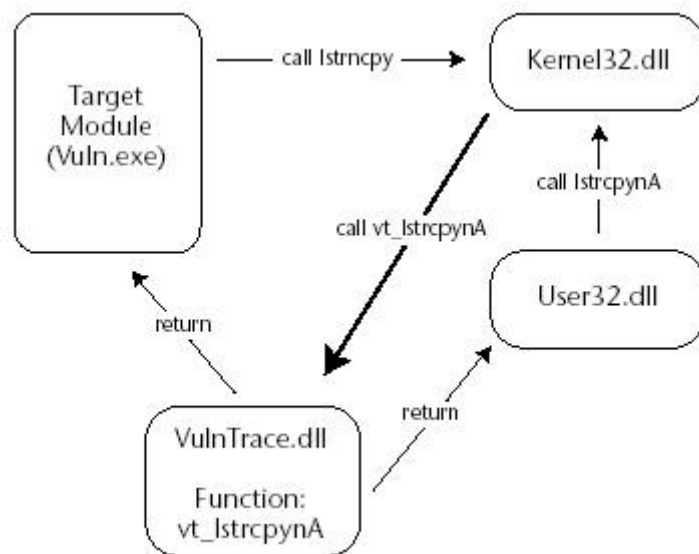 Target
Module
(Vuln.exe)
call lstrncpy
Kernel32.dll
call lstrcpynA
call vt_lstrcpynA
User32.dll
return
return
VulnTrace.dll
Function:
vt_lstrcpynA